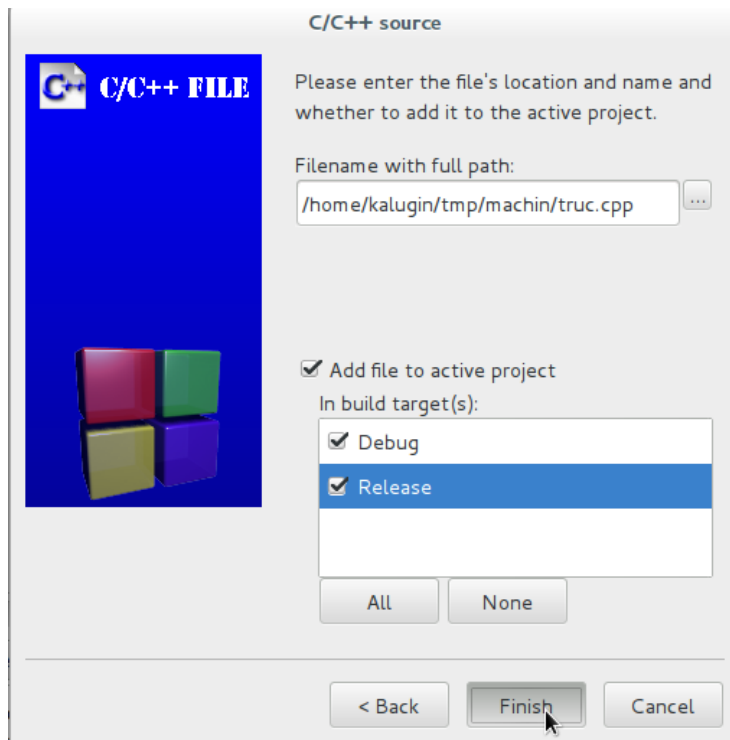 C/C++ source
C++ C/C++ FILE
Please enter the file's location and name and
whether to add it to the active project.
Filename with full path:
/home/kalugin/tmp/machin/truc.cpp
...
Add file to active project
In build target(s):
Debug
Release
All
None
< Back
Finish
Cancel